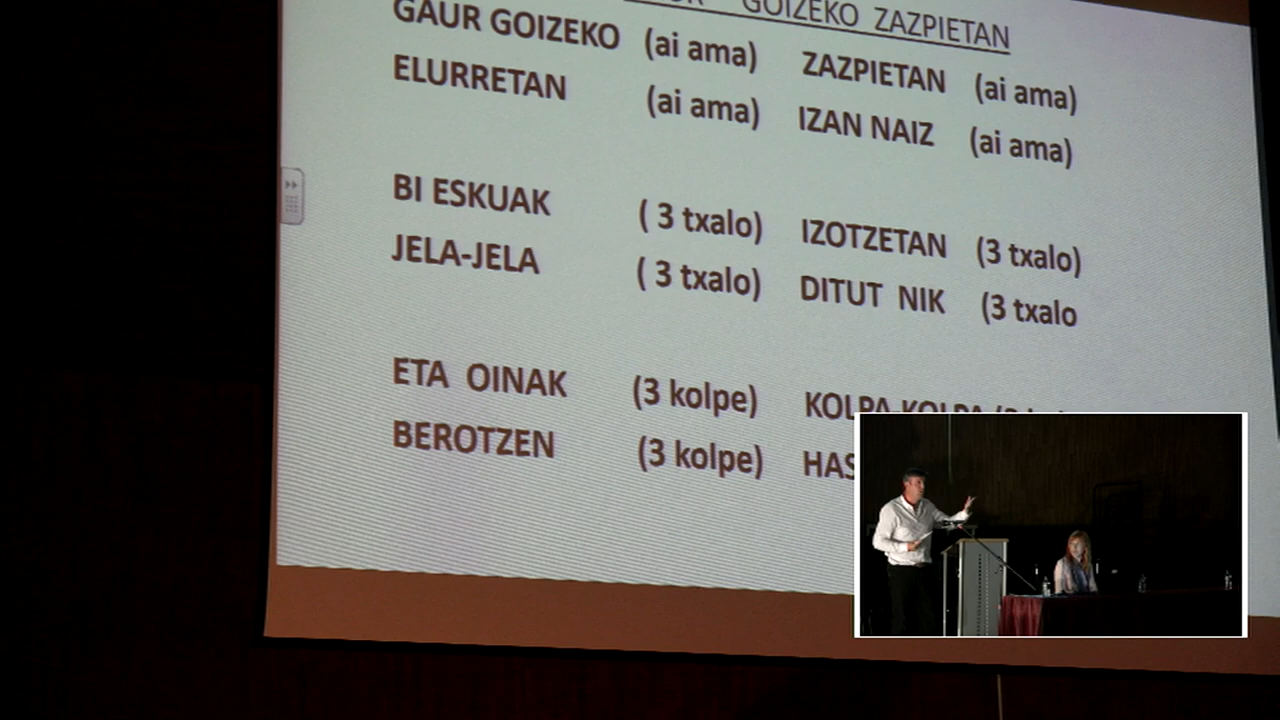 GOIZEKO ZAZPIETAN
GAUR GOIZEKO (ai ama) ZAZPIETAN (ai ama)
ELURRETAN (ai ama) IZAN NAIZ (ai ama)
BI ESKUAK ( 3 txalo) IZOTZETAN (3 txalo)
JELA-JELA ( 3 txalo) DITUT NIK (3 txalo
ETA OINAK (3 kolpe) KOLPA-KOLPA
BEROTZEN (3 kolpe)